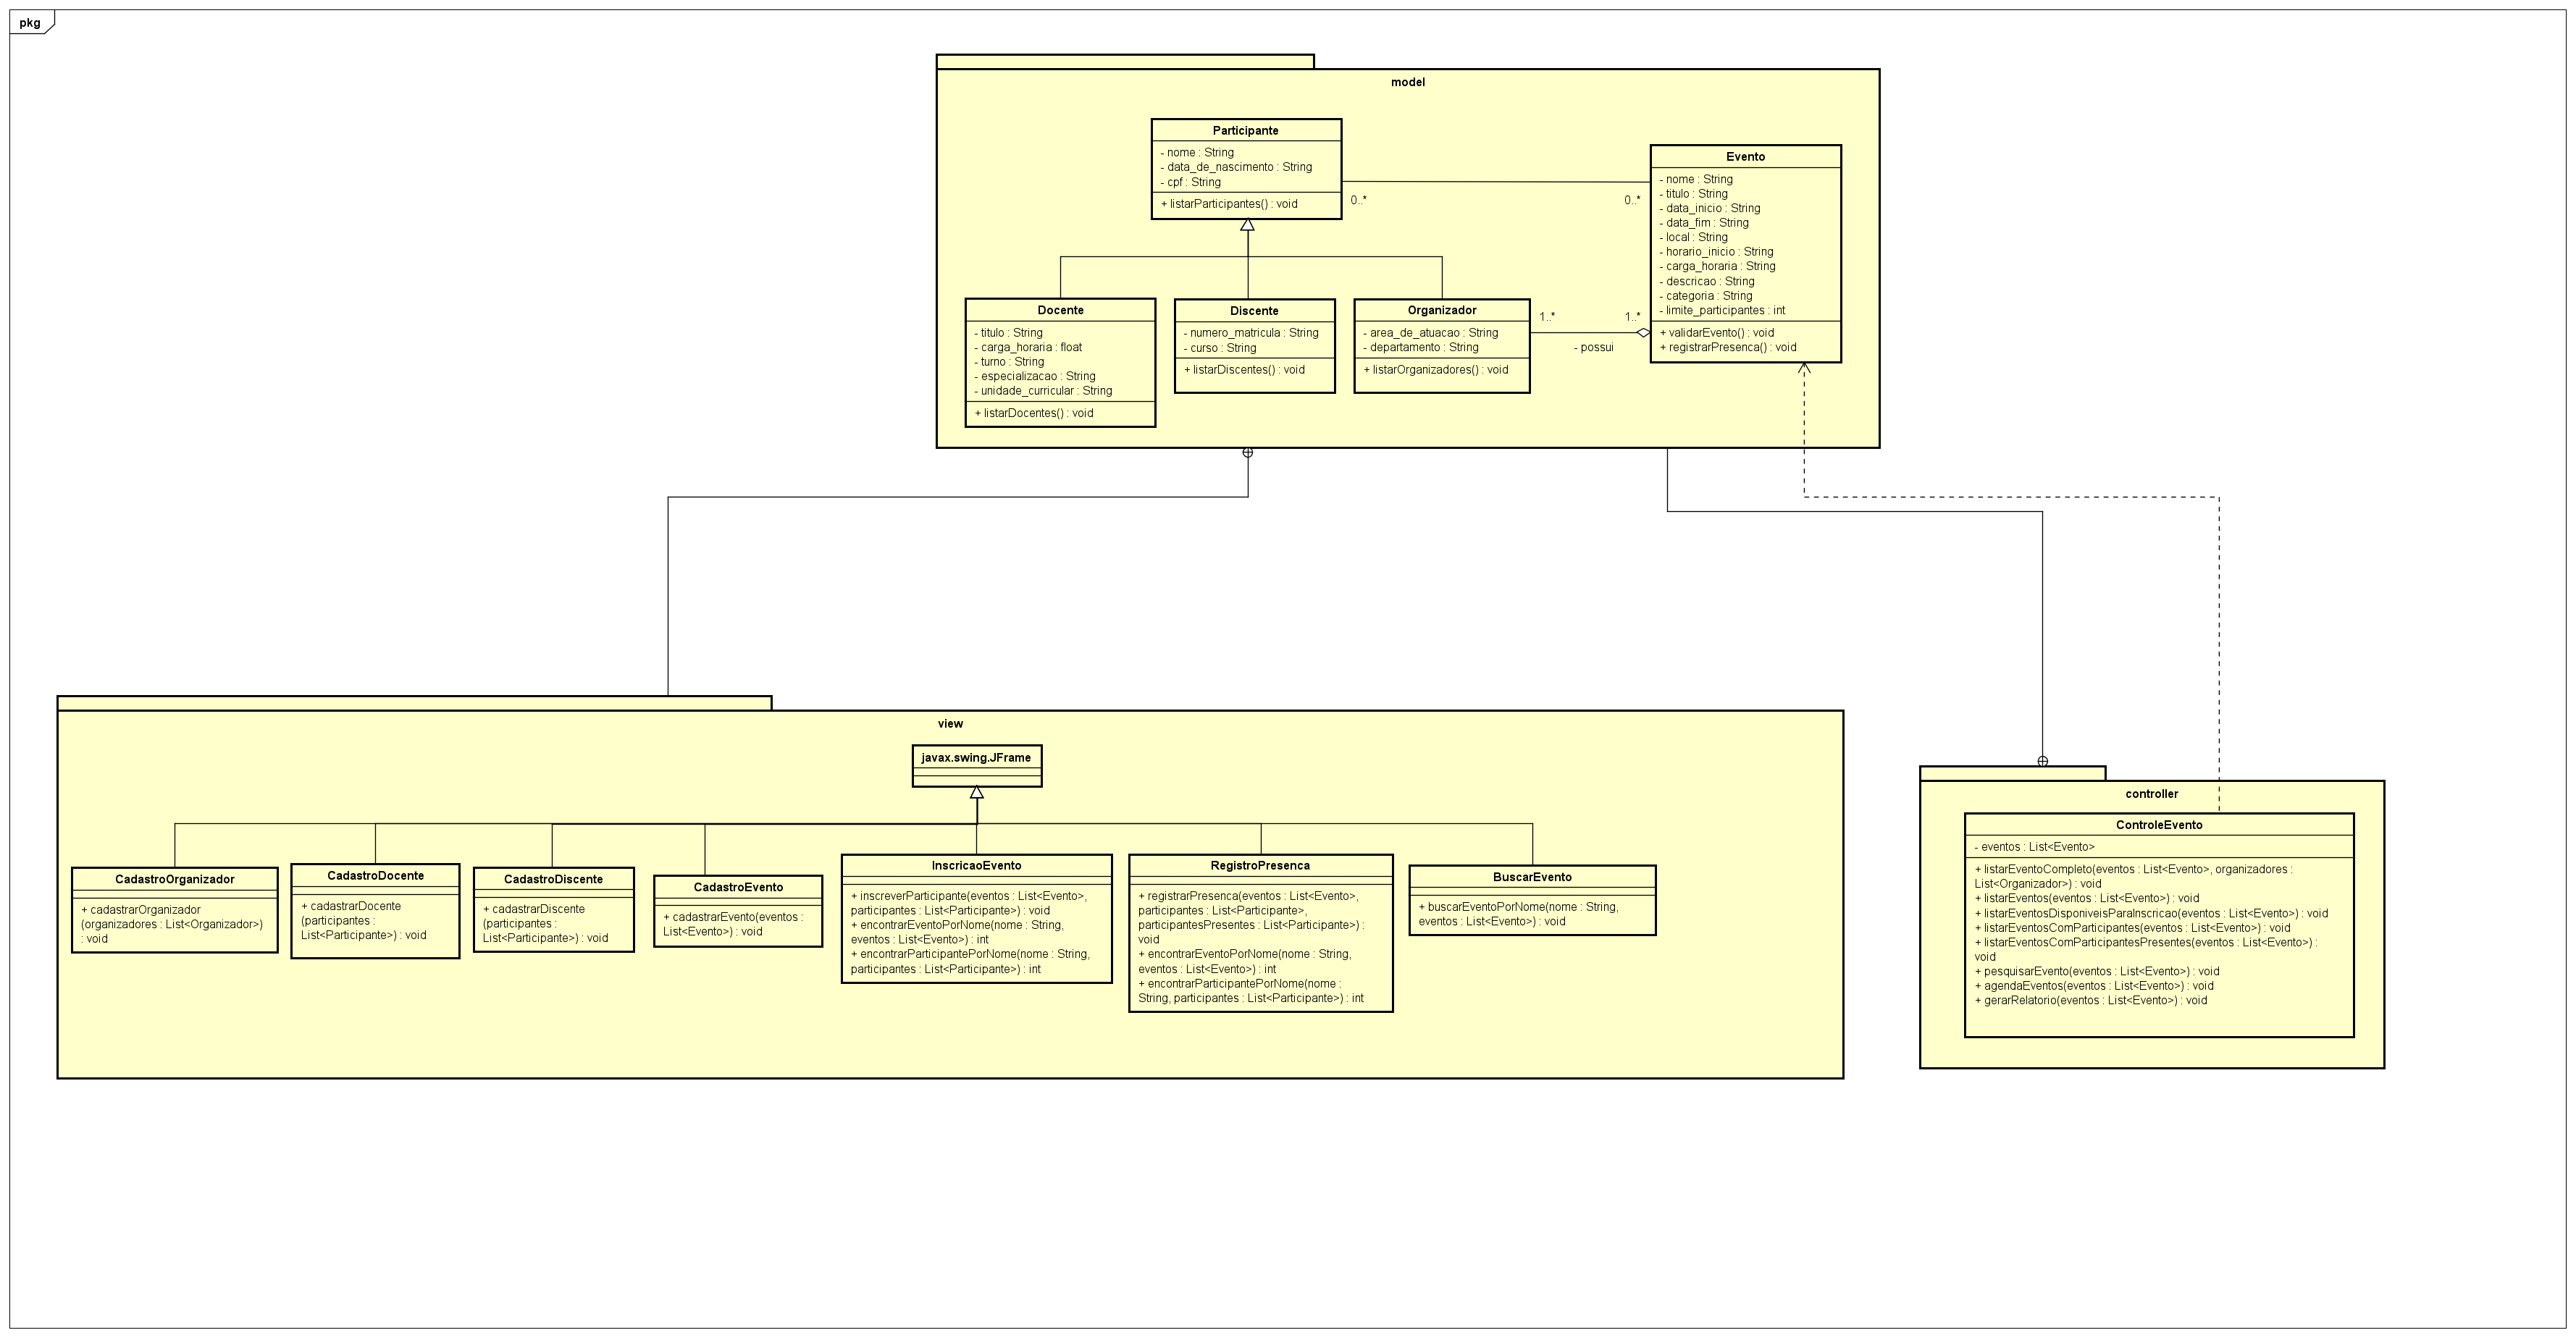 pkg
model
Participante
- nome : String
- data_de_nascimento : String
- cpf : String
+ listarParticipantes() : void
0..*
0..*
Evento
- nome : String
- titulo : String
- data_inicio : String
- data_fim : String
- local : String
- horario_inicio : String
- carga_horaria : String
- descricao : String
- categoria : String
- limite_participantes : int
+ validarEvento() : void
+ registrarPresenca() : void
Docente
- titulo : String
- carga_horaria : float
- turno : String
- especializacao : String
- unidade_curricular : String
+ listarDocentes() : void
Discente
- numero_matricula : String
- curso : String
+ listarDiscentes() : void
Organizador
- area_de_atuacao : String
- departamento : String
+ listarOrganizadores() : void
1..*
1..*
- possui
view
javax.swing.JFrame
CadastroOrganizador
+ cadastrarOrganizador
(organizadores : List<Organizador>)
: void
CadastroDocente
+ cadastrarDocente
(participantes :
List<Participante>) : void
CadastroDiscente
+ cadastrarDiscente
(participantes :
List<Participante>) : void
CadastroEvento
+ cadastrarEvento(eventos :
List<Evento>) : void
InscricaoEvento
+ inscreverParticipante(eventos : List<Evento>,
participantes : List<Participante>) : void
+ encontrarEventoPorNome(nome : String,
eventos : List<Evento>) : int
+ encontrarParticipantePorNome(nome : String,
participantes : List<Participante>) : int
RegistroPresenca
+ registrarPresenca(eventos : List<Evento>,
participantes : List<Participante>,
participantesPresentes : List<Participante>) :
void
+ encontrarEventoPorNome(nome : String,
eventos : List<Evento>) : int
+ encontrarParticipantePorNome(nome :
String, participantes : List<Participante>) : int
BuscarEvento
+ buscarEventoPorNome(nome : String,
eventos : List<Evento>) : void
controller
ControleEvento
- eventos : List<Evento>
+ listarEventoCompleto(eventos : List<Evento>, organizadores :
List<Organizador>) : void
+ listarEventos(eventos : List<Evento>) : void
+ listarEventosDisponiveisParaInscricao(eventos : List<Evento>) : void
+ listarEventosComParticipantes(eventos : List<Evento>) : void
+ listarEventosComParticipantesPresentes(eventos : List<Evento>) :
void
+ pesquisarEvento(eventos : List<Evento>) : void
+ agendaEventos(eventos : List<Evento>) : void
+ gerarRelatorio(eventos : List<Evento>) : void